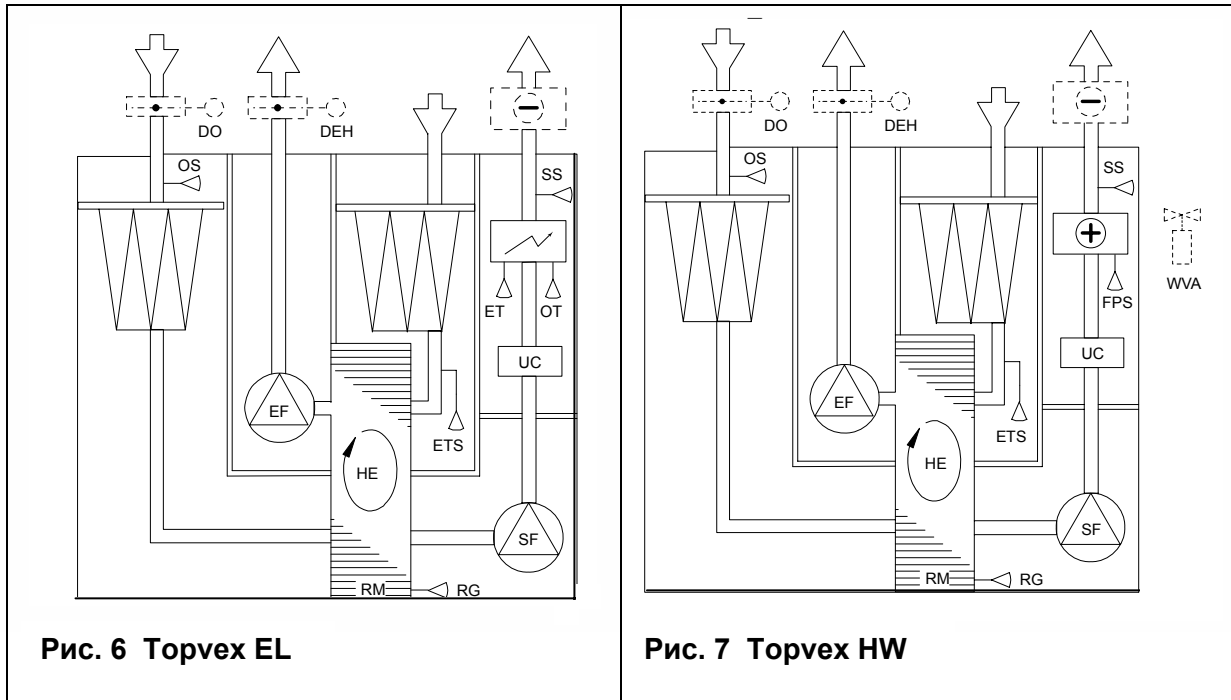 DO
DEH
OS
SS
ET
OT
UC
EF
ETS
HE
SF
RM
RG
Рис. 6 Topvex EL
DO
DEH
OS
SS
FPS
WVA
UC
EF
ETS
HE
SF
RM
RG
Рис. 7 Topvex HW